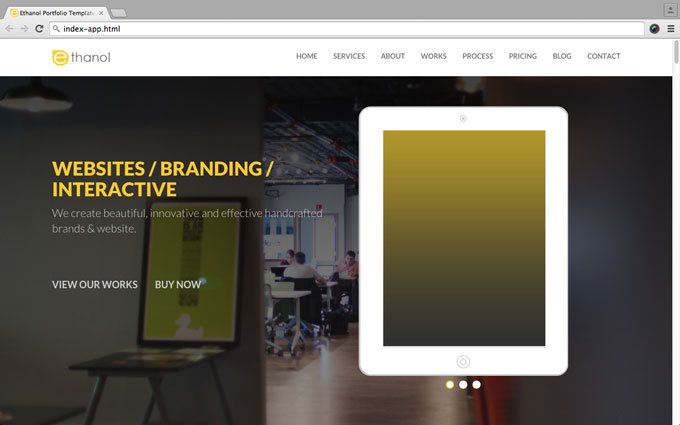 Ethanol Portfolio Template
index-app.html
ethanol
HOME SERVICES ABOUT WORKS PROCESS PRICING BLOG CONTACT
WEBSITES / BRANDING /
INTERACTIVE
We create beautiful, innovative and effective handcrafted
brands & website.
VIEW OUR WORKS BUY NOW